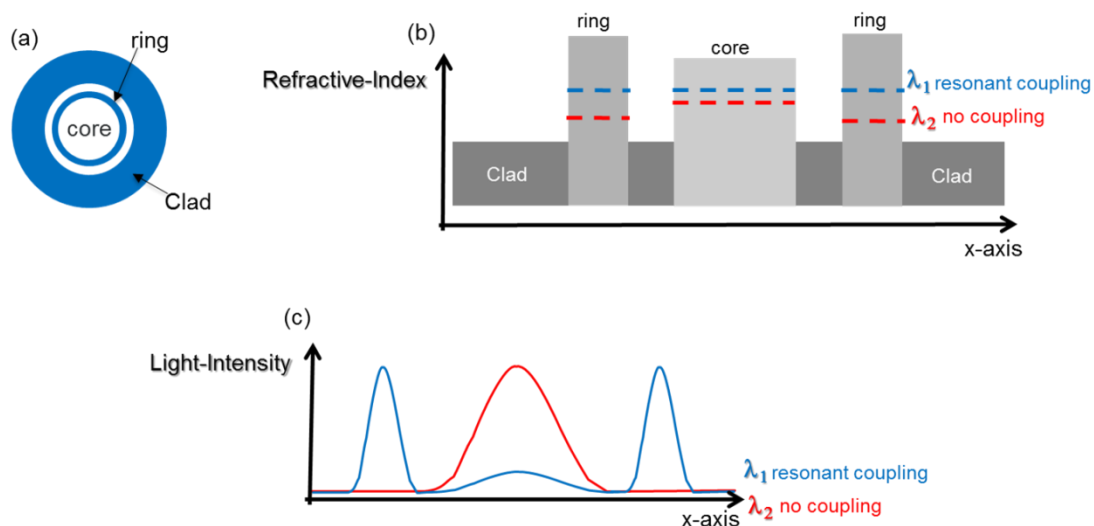 (a)
ring
core
Clad
(b)
ring
core
ring
Refractive-Index
λ1 resonant coupling
λ2 no coupling
Clad
Clad
x-axis
(c)
Light-Intensity
λ1 resonant coupling
λ2 no coupling
x-axis